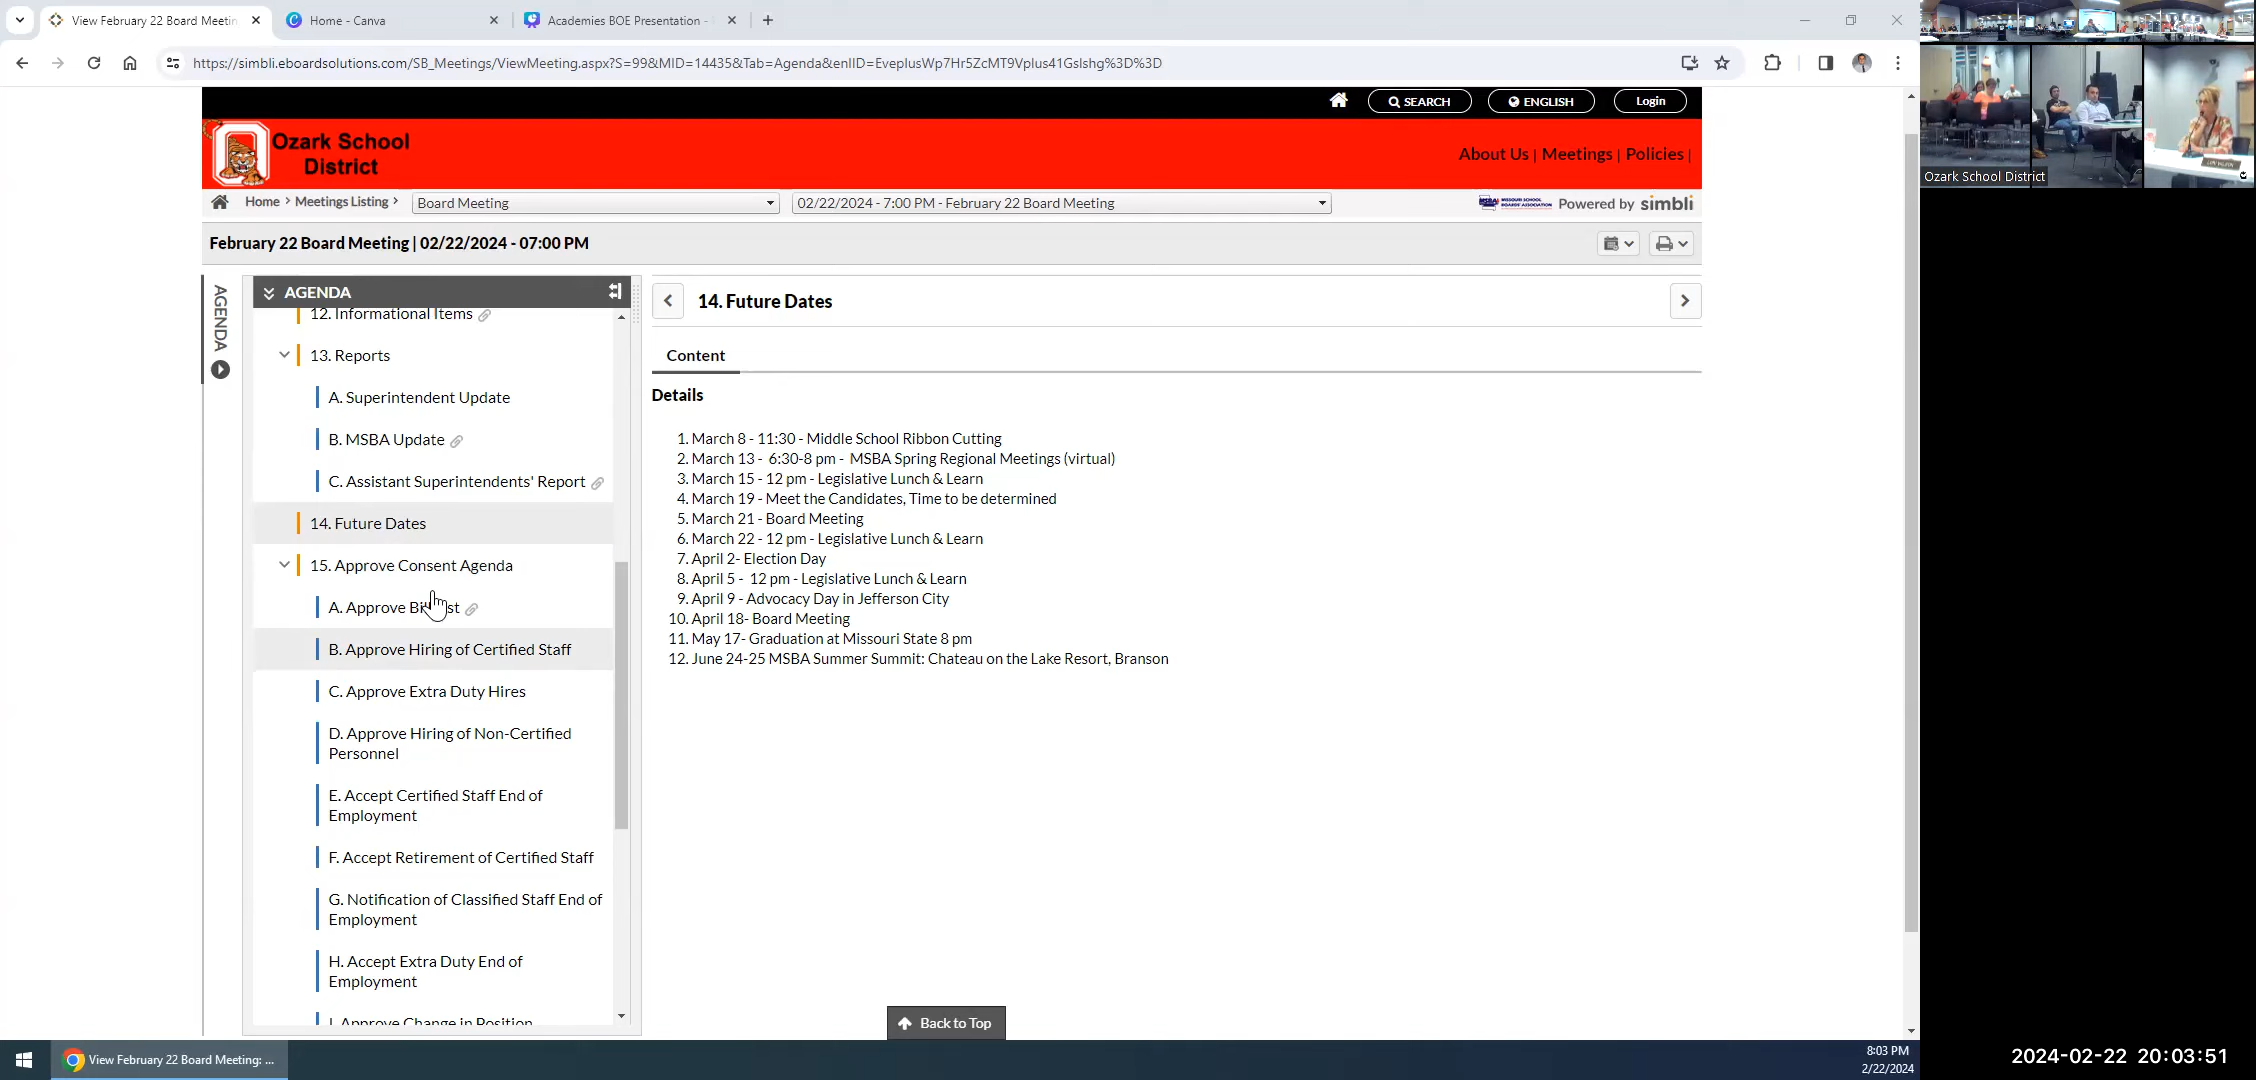 View February 22 Board Meetin
Home - Canva
Academies BOE Presentation -
https://simbli.eboardsolutions.com/SB_Meetings/ViewMeeting.aspx?S=99&MID=14435&Tab=Agenda&enIID=EveplusWp7Hr5ZcMT9Vplus41Gslshg%3D%3D
SEARCH
ENGLISH
Login
Ozark School
District
About Us | Meetings | Policies |
Home > Meetings Listing >
Board Meeting
02/22/2024 - 7:00 PM - February 22 Board Meeting
Powered by simbli
February 22 Board Meeting | 02/22/2024 - 07:00 PM
AGENDA
AGENDA
12. Informational Items
13. Reports
A. Superintendent Update
B. MSBA Update
C. Assistant Superintendents' Report
14. Future Dates
15. Approve Consent Agenda
A. Approve
B. Approve Hiring of Certified Staff
C. Approve Extra Duty Hires
D. Approve Hiring of Non-Certified
Personnel
E. Accept Certified Staff End of
Employment
F. Accept Retirement of Certified Staff
G. Notification of Classified Staff End of
Employment
H. Accept Extra Duty End of
Employment
I. Approve Change in Position
14. Future Dates
Content
Details
1. March 8 - 11:30 - Middle School Ribbon Cutting
2. March 13 - 6:30-8 pm - MSBA Spring Regional Meetings (virtual)
3. March 15 - 12 pm - Legislative Lunch & Learn
4. March 19 - Meet the Candidates, Time to be determined
5. March 21 - Board Meeting
6. March 22 - 12 pm - Legislative Lunch & Learn
7. April 2- Election Day
8. April 5 - 12 pm - Legislative Lunch & Learn
9. April 9 - Advocacy Day in Jefferson City
10. April 18- Board Meeting
11. May 17- Graduation at Missouri State 8 pm
12. June 24-25 MSBA Summer Summit: Chateau on the Lake Resort, Branson
Back to Top
View February 22 Board Meeting: ...
8:03 PM
2/22/2024
Ozark School District
2024-02-22 20:03:51